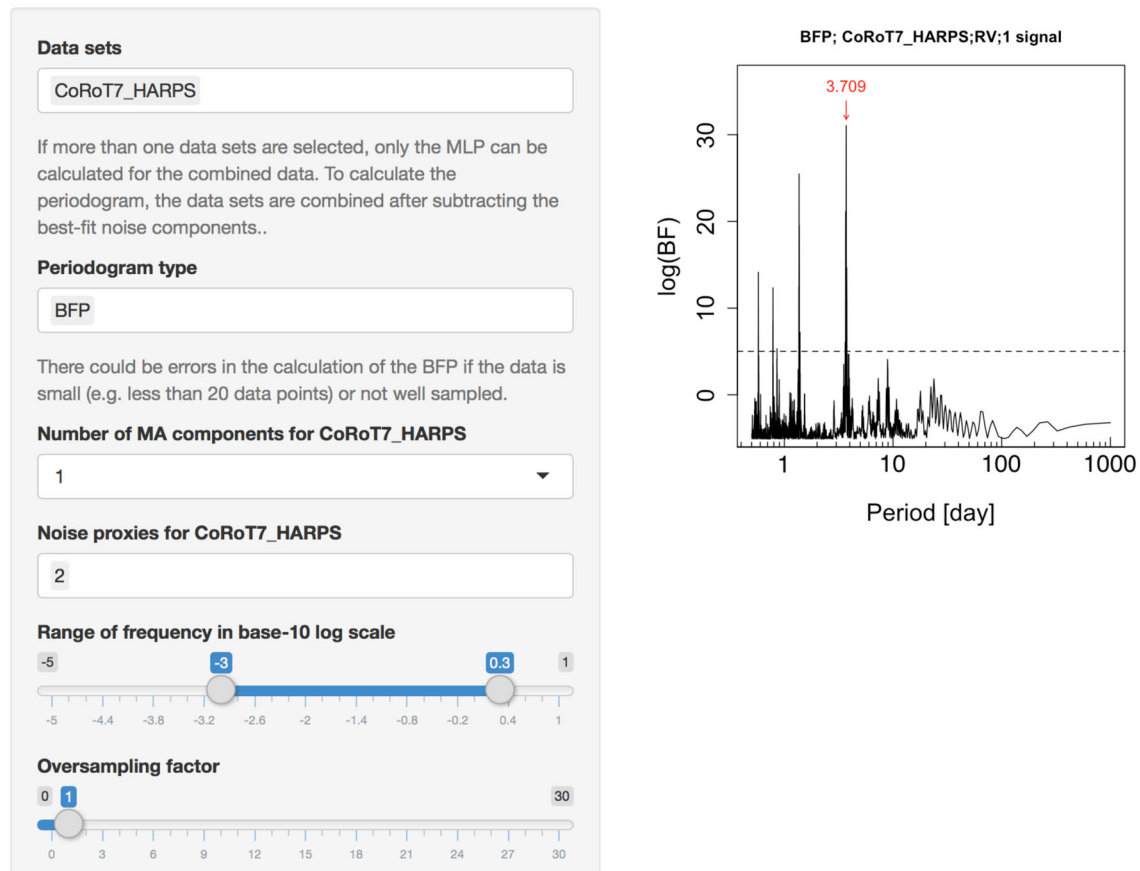 Data sets
CoRoT7_HARPS
If more than one data sets are selected, only the MLP can be
calculated for the combined data. To calculate the
periodogram, the data sets are combined after subtracting the
best-fit noise components..
Periodogram type
BFP
There could be errors in the calculation of the BFP if the data is
small (e.g. less than 20 data points) or not well sampled.
Number of MA components for CoRoT7_HARPS
1
Noise proxies for CoRoT7_HARPS
2
Range of frequency in base-10 log scale
-5 -3 0.3 1
-5 -4.4 -3.8 -3.2 -2.6 -2 -1.4 -0.8 -0.2 0.4 1
Oversampling factor
0 1 30
0 3 6 9 12 15 18 21 24 27 30
BFP; CoRoT7_HARPS;RV;1 signal
3.709
log(BF)
30
20
10
0
1 10 100 1000
Period [day]